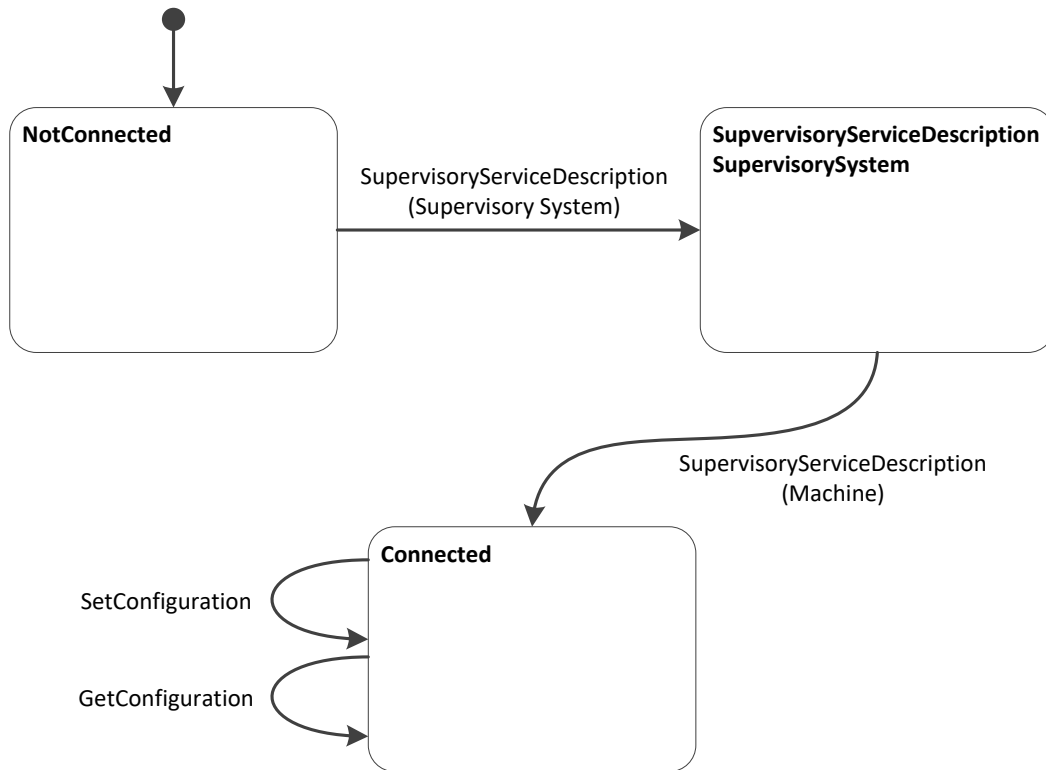 NotConnected
SupervisoryServiceDescription
(Supervisory System)
SupvervisoryServiceDescription
SupervisorySystem
SupervisoryServiceDescription
(Machine)
Connected
SetConfiguration
GetConfiguration